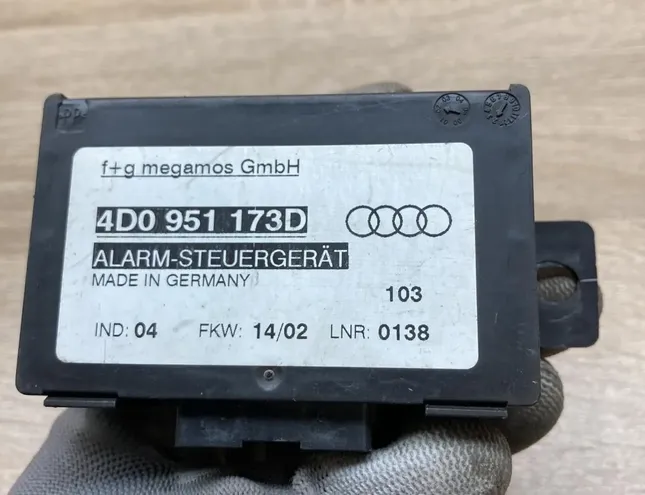 f+g megamos GmbH
4D0 951 173D
ALARM-STEUERGERÄT
MADE IN GERMANY
103
IND: 04 FKW: 14/02 LNR: 0138